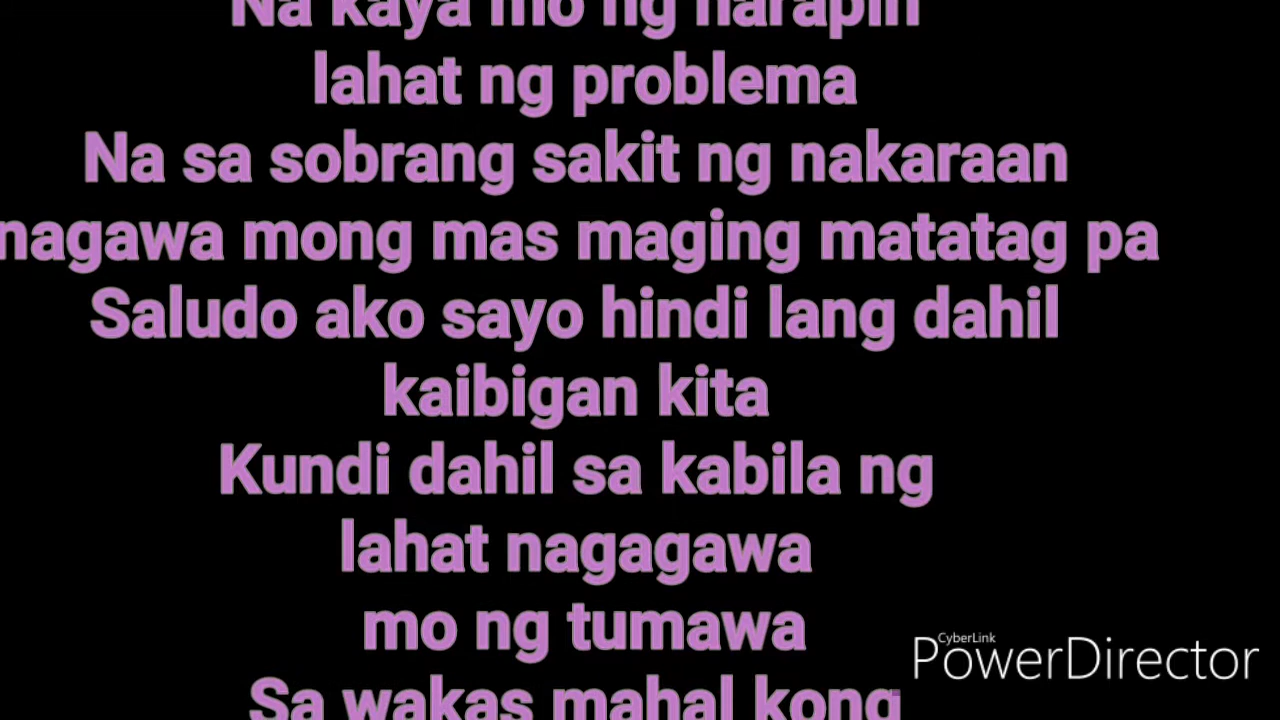 Na kaya mo ng harapin
lahat ng problema
Na sa sobrang sakit ng nakaraan
nagawa mong mas maging matatag pa
Saludo ako sayo hindi lang dahil
kaibigan kita
Kundi dahil sa kabila ng
lahat nagagawa
mo ng tumawa
CyberLink
PowerDirector
Sa wakas mahal kong